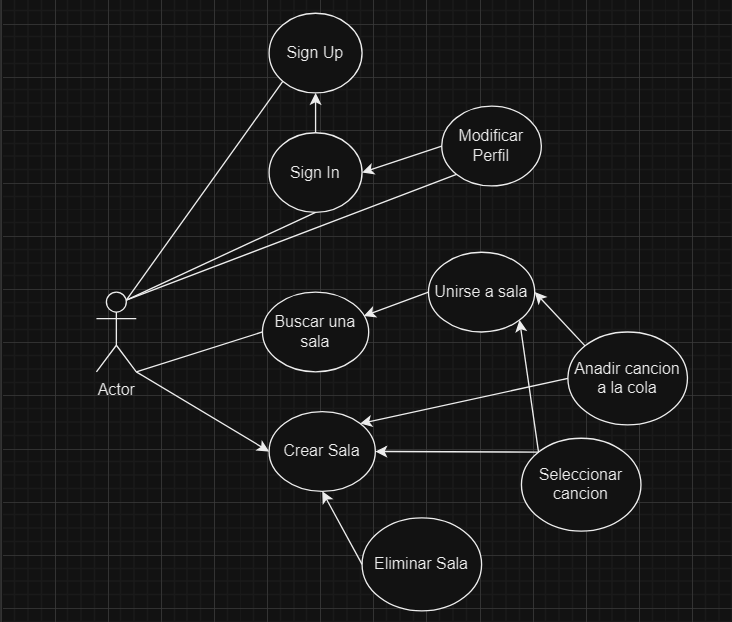 Sign Up
Modificar
Perfil
Sign In
Unirse a sala
Buscar una
sala
Anadir cancion
a la cola
Actor
Crear Sala
Seleccionar
cancion
Eliminar Sala